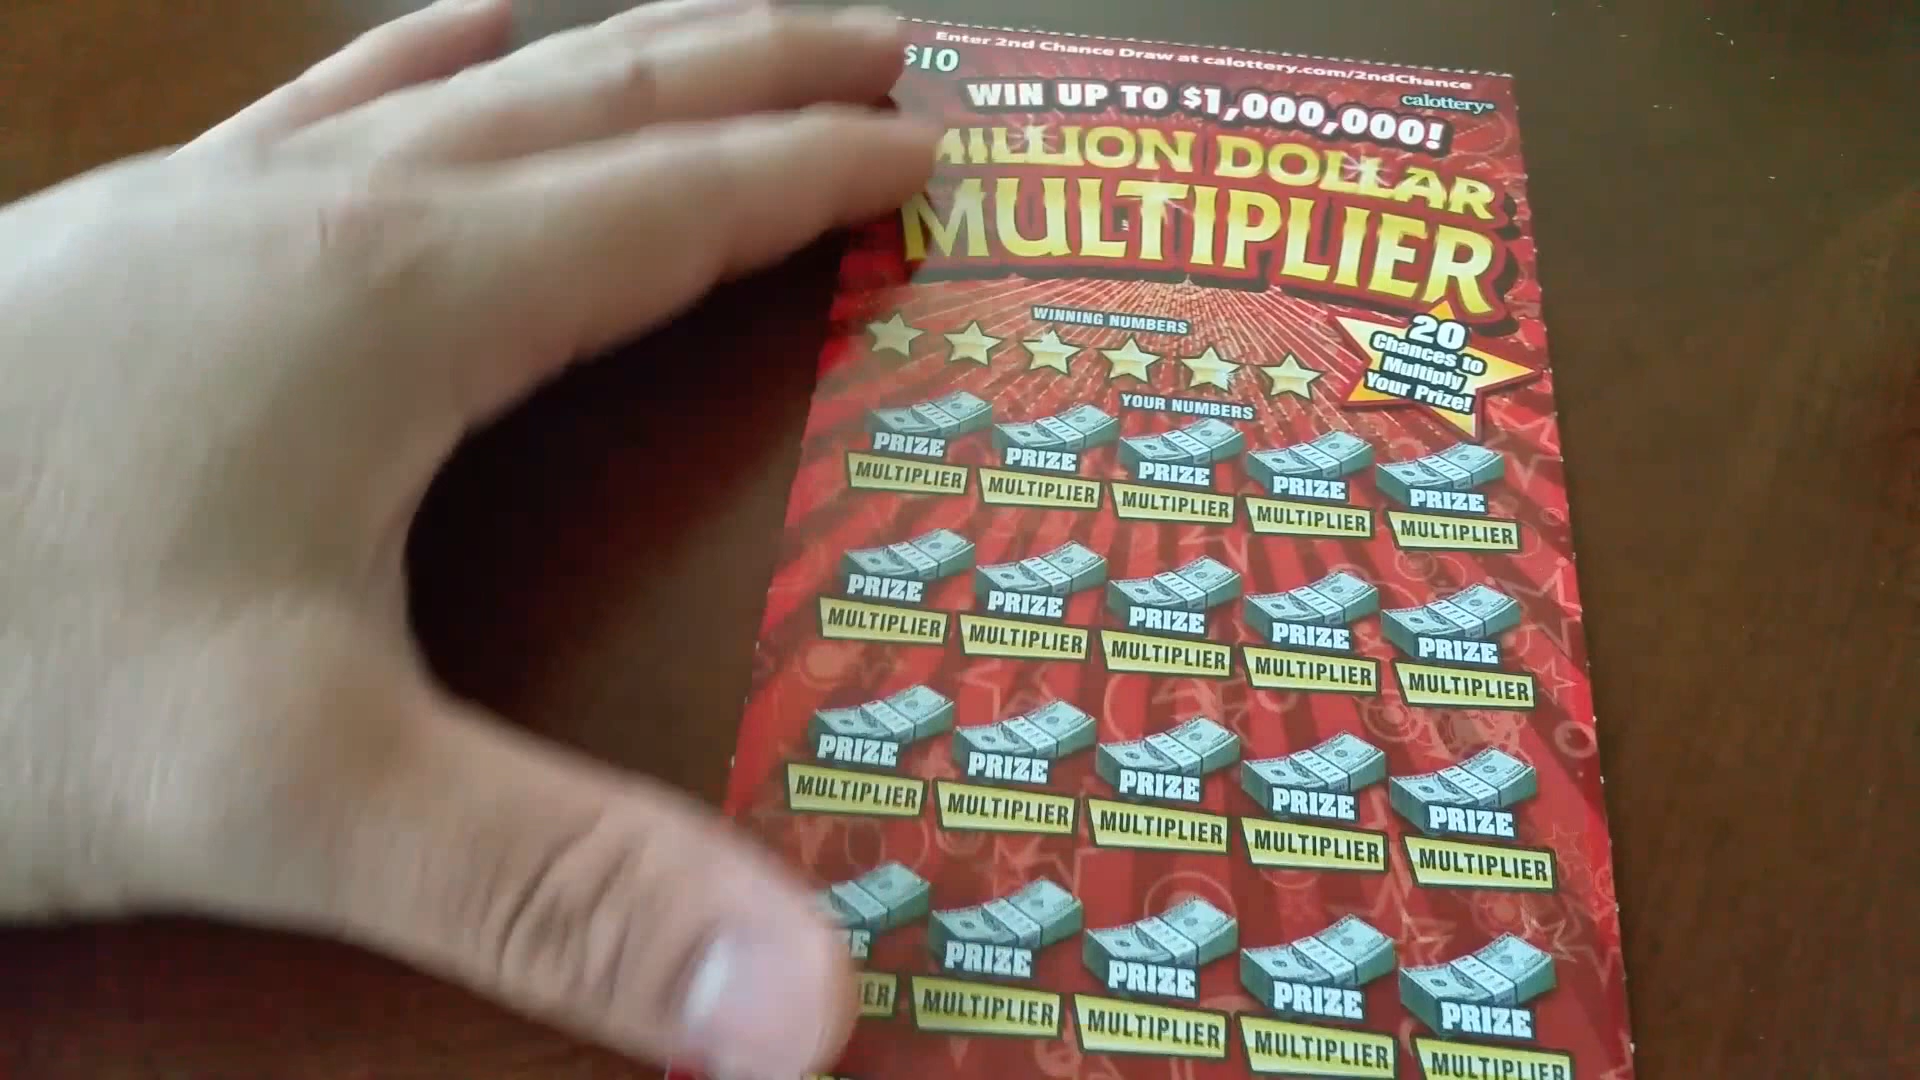 Enter 2nd Chance Draw at calottery.com/2ndChance
$10
calottery®
WIN UP TO $1,000,000!
MILLION DOLLAR
MULTIPLIER
WINNING NUMBERS
20
Chances to
Multiply
Your Prize!
YOUR NUMBERS
PRIZE PRIZE PRIZE PRIZE PRIZE
MULTIPLIER MULTIPLIER MULTIPLIER MULTIPLIER MULTIPLIER
PRIZE PRIZE PRIZE PRIZE PRIZE
MULTIPLIER MULTIPLIER MULTIPLIER MULTIPLIER MULTIPLIER
PRIZE PRIZE PRIZE PRIZE PRIZE
MULTIPLIER MULTIPLIER MULTIPLIER MULTIPLIER MULTIPLIER
ZE PRIZE PRIZE PRIZE PRIZE
IER MULTIPLIER MULTIPLIER MULTIPLIER MULTIPLIER